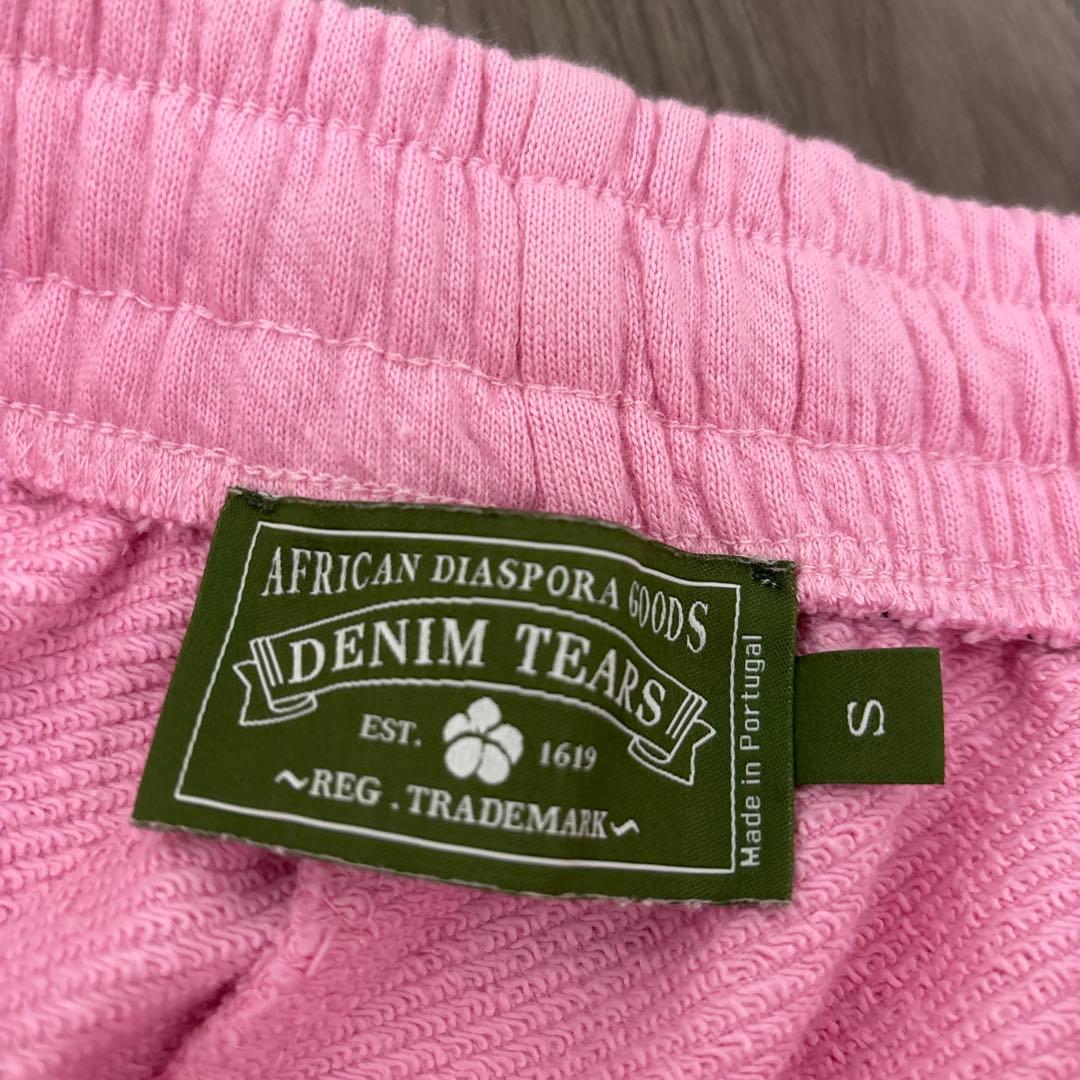 AFRICAN DIASPORA GOODS
DENIM TEARS
EST. 1619
~REG . TRADEMARK~
Made in Portugal
S